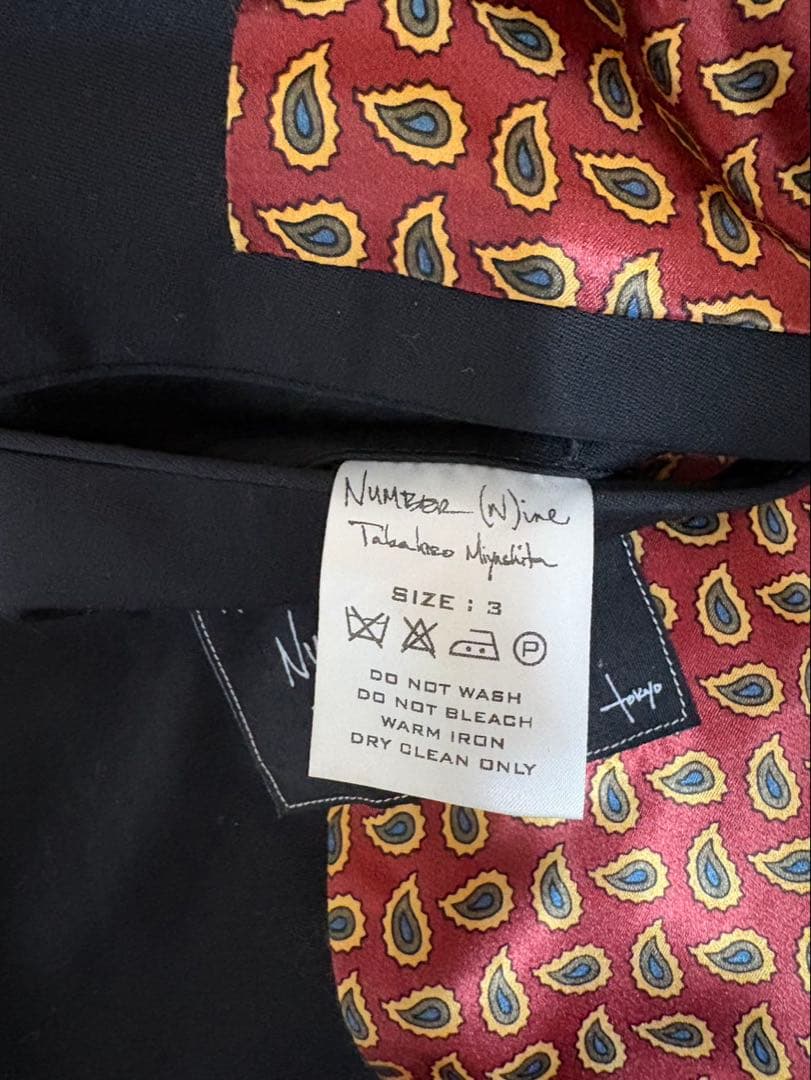 NUMBER (N)ine
Takahiro Miyashita
SIZE : 3
P
DO NOT WASH
DO NOT BLEACH
WARM IRON
DRY CLEAN ONLY
tokyo